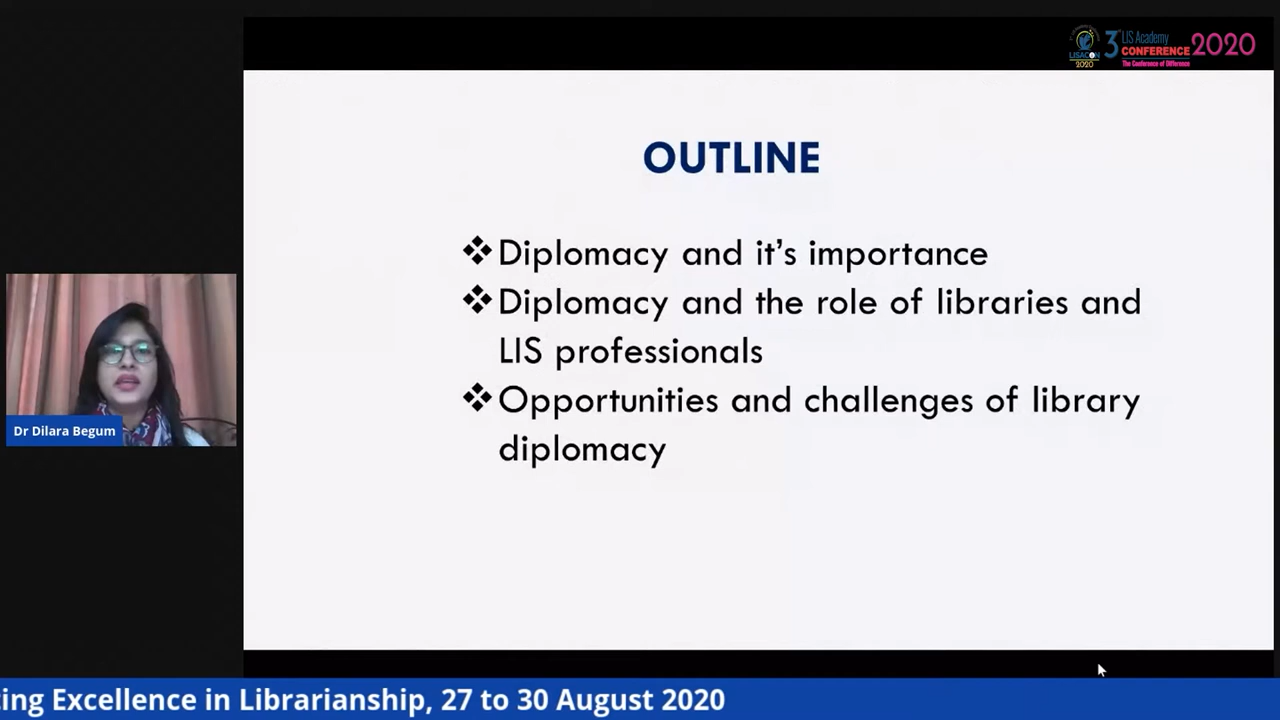 3rd LIS Academy
CONFERENCE 2020
The Conference of Difference
LISACON
2020
OUTLINE
❖Diplomacy and it's importance
❖Diplomacy and the role of libraries and
LIS professionals
❖Opportunities and challenges of library
diplomacy
Dr Dilara Begum
Excellence in Librarianship, 27 to 30 August 2020